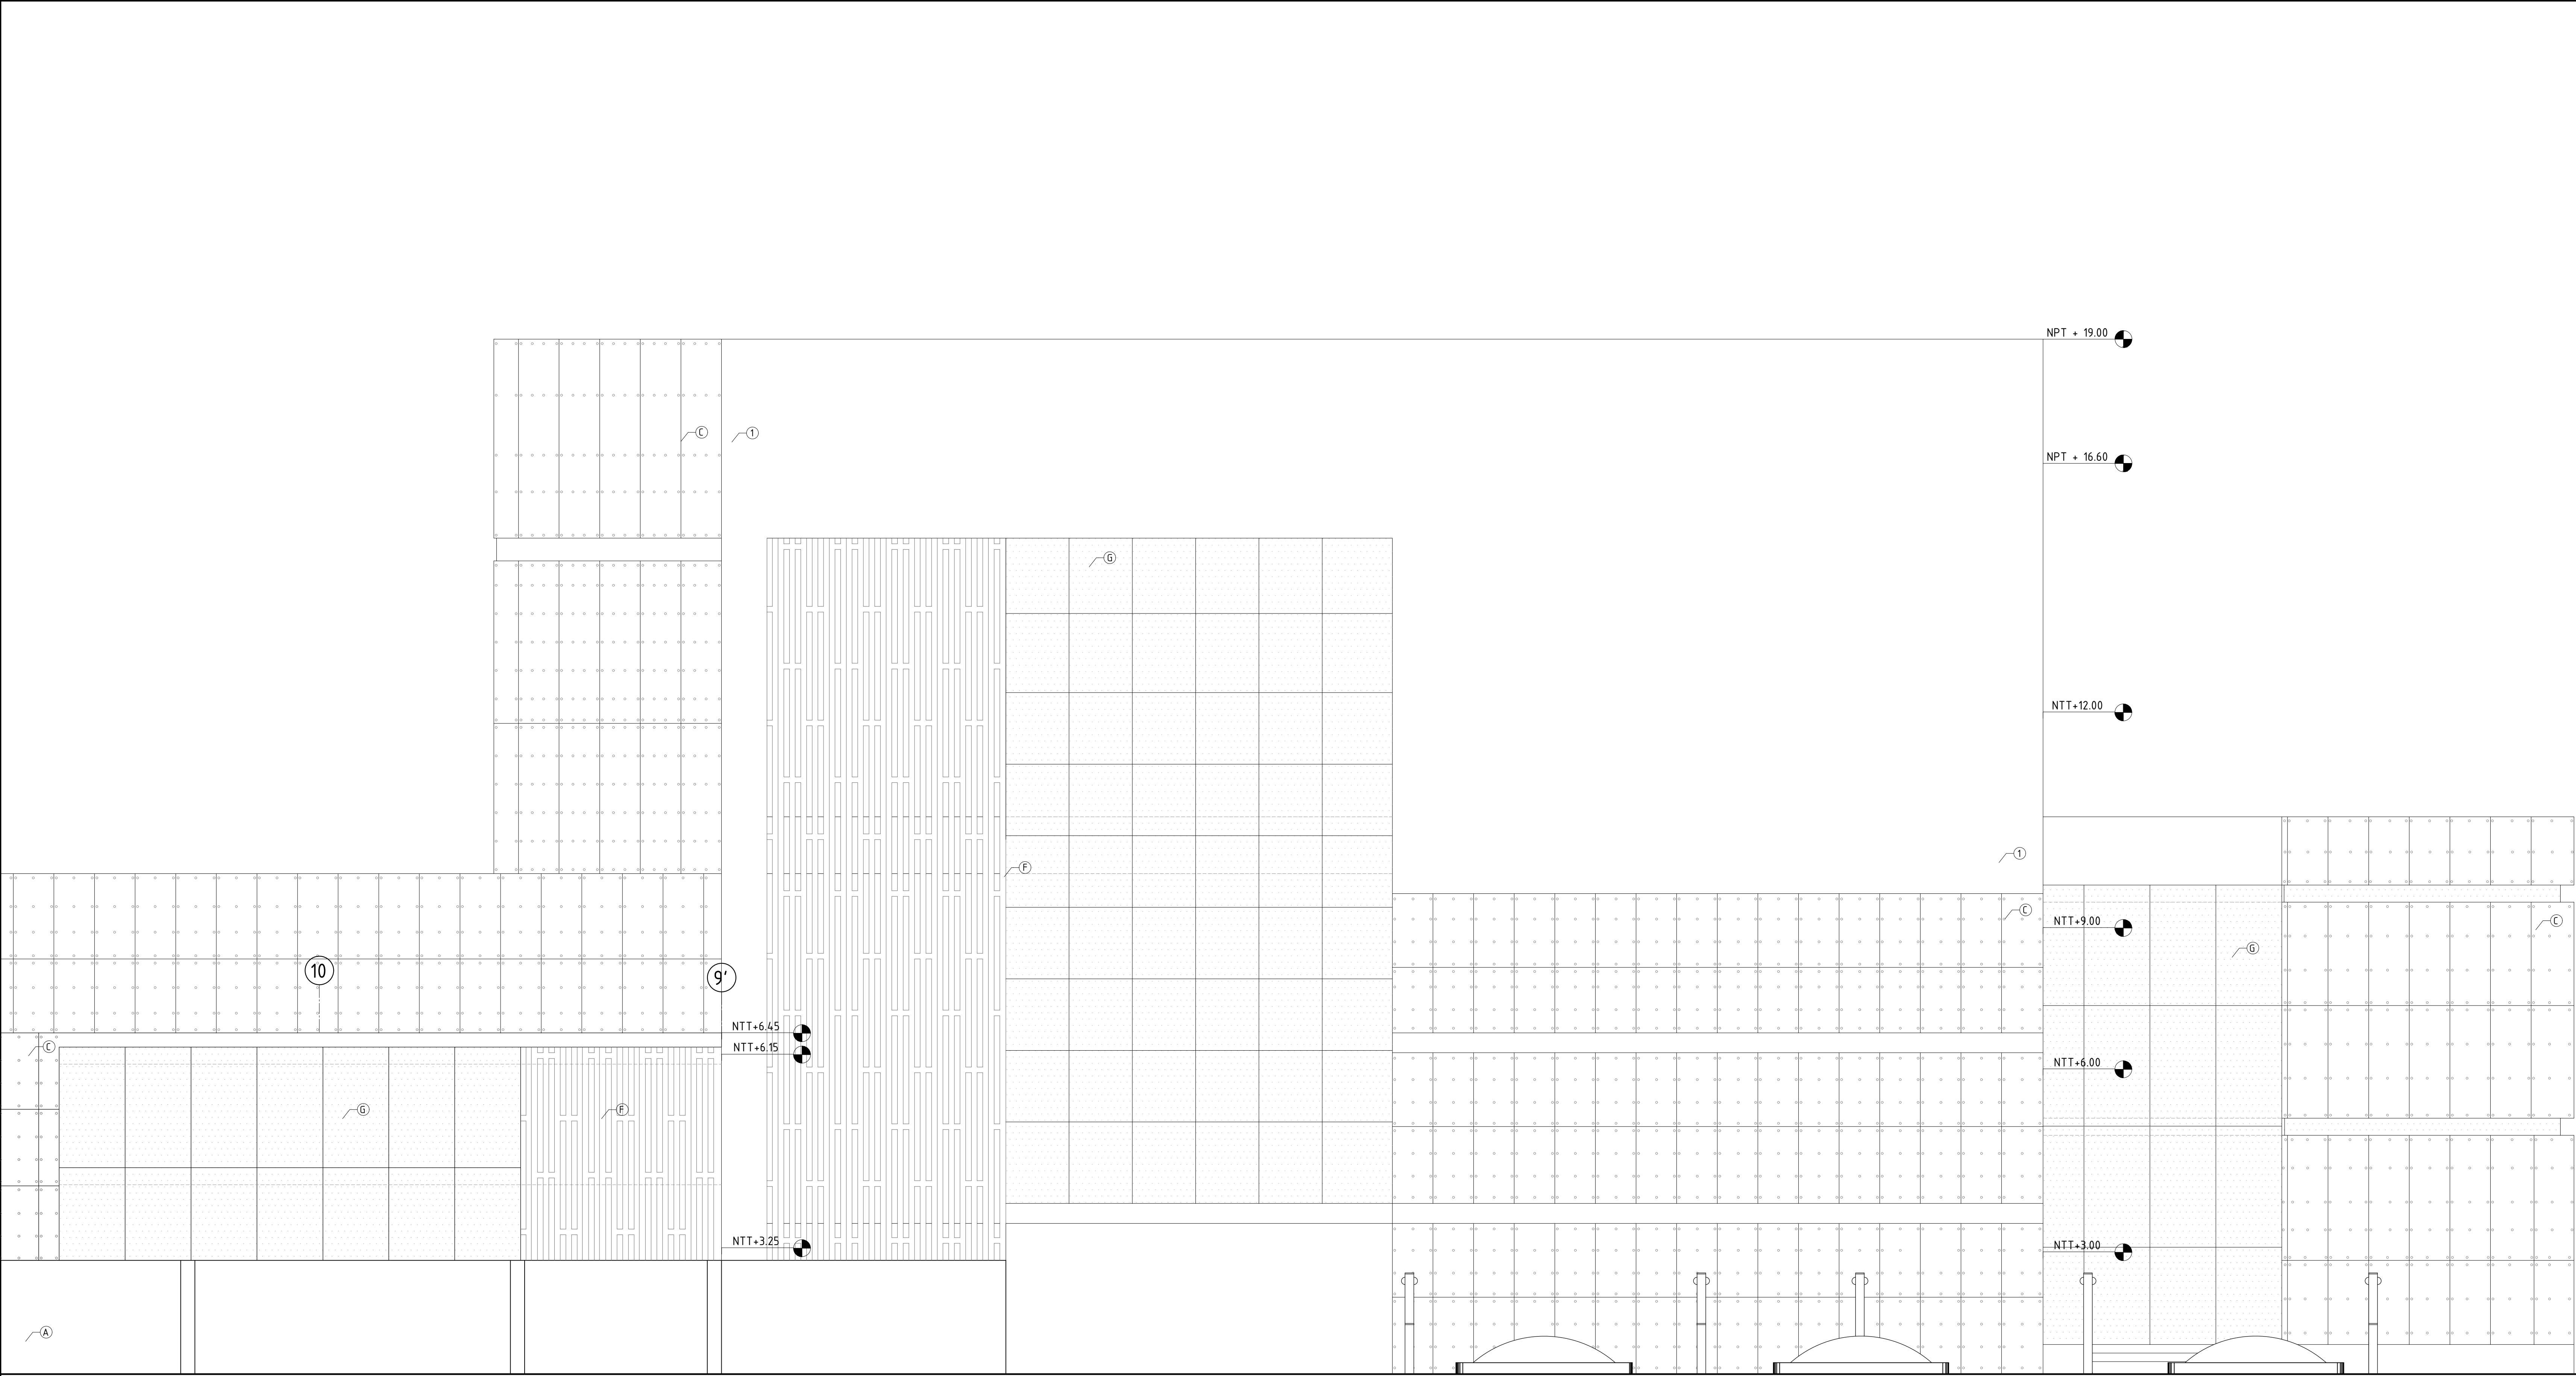 NPT + 19.00
C
1
NPT + 16.60
G
NTT+12.00
1
F
C
NTT+9.00
C
G
10
9'
NTT+6.45
C
NTT+6.15
NTT+6.00
G
F
NTT+3.25
NTT+3.00
A